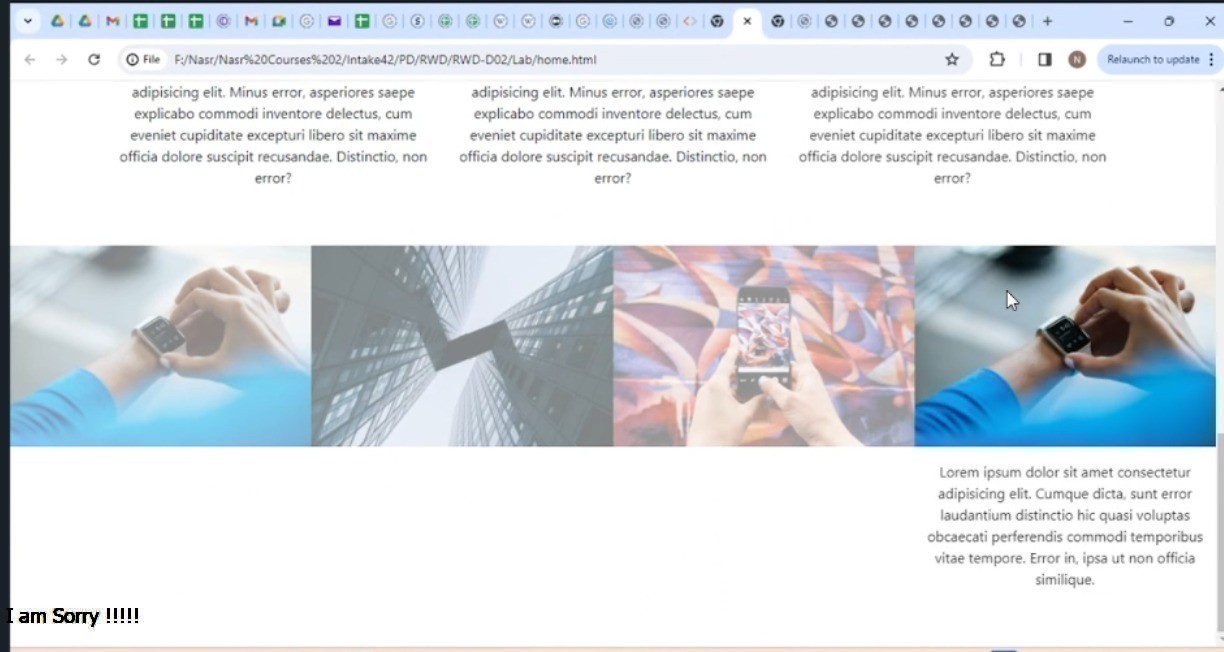 File F:/Nasr/Nasr%20Courses%202/Intake42/PD/RWD/RWD-D02/Lab/home.html
N Relaunch to update
adipisicing elit. Minus error, asperiores saepe
explicabo commodi inventore delectus, cum
eveniet cupiditate excepturi libero sit maxime
officia dolore suscipit recusandae. Distinctio, non
error?
adipisicing elit. Minus error, asperiores saepe
explicabo commodi inventore delectus, cum
eveniet cupiditate excepturi libero sit maxime
officia dolore suscipit recusandae. Distinctio, non
error?
adipisicing elit. Minus error, asperiores saepe
explicabo commodi inventore delectus, cum
eveniet cupiditate excepturi libero sit maxime
officia dolore suscipit recusandae. Distinctio, non
error?
Lorem ipsum dolor sit amet consectetur
adipisicing elit. Cumque dicta, sunt error
laudantium distinctio hic quasi voluptas
obcaecati perferendis commodi temporibus
vitae tempore. Error in, ipsa ut non officia
similique.
I am Sorry !!!!!